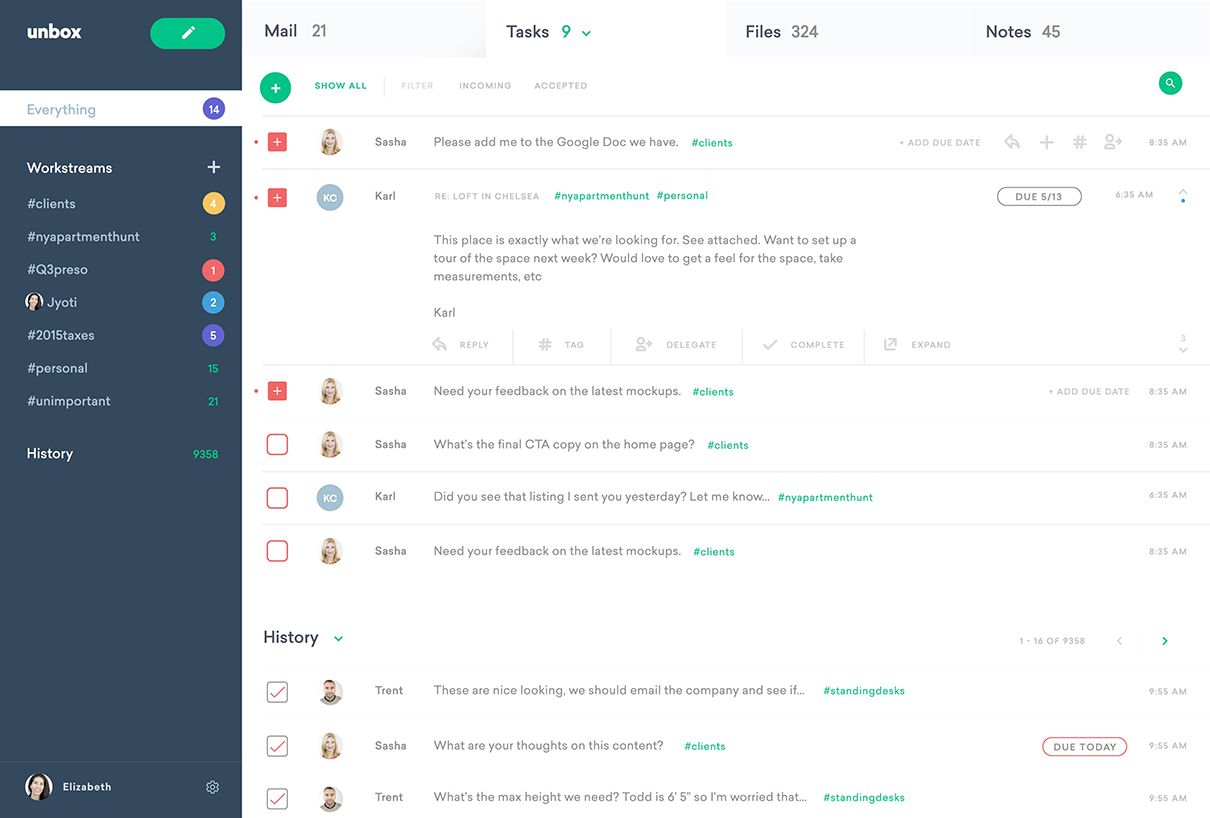 unbox
Everything 14
Workstreams +
#clients 4
#nyapartmenthunt 3
#Q3preso 1
Jyoti 2
#2015taxes 5
#personal 15
#unimportant 21
History 9358
Elizabeth
Mail 21 Tasks 9 Files 324 Notes 45
+ SHOW ALL FILTER INCOMING ACCEPTED
+ Sasha Please add me to the Google Doc we have. #clients + ADD DUE DATE 8:35 AM
+ KC Karl RE: LOFT IN CHELSEA #nyapartmenthunt #personal DUE 5/13 6:35 AM
This place is exactly what we're looking for. See attached. Want to set up a
tour of the space next week? Would love to get a feel for the space, take
measurements, etc
Karl
REPLY # TAG DELEGATE COMPLETE EXPAND 3
+ Sasha Need your feedback on the latest mockups. #clients + ADD DUE DATE 8:35 AM
Sasha What's the final CTA copy on the home page? #clients 8:35 AM
KC Karl Did you see that listing I sent you yesterday? Let me know... #nyapartmenthunt 6:35 AM
Sasha Need your feedback on the latest mockups. #clients 8:35 AM
History 1 - 16 OF 9358
Trent These are nice looking, we should email the company and see if... #standingdesks 9:55 AM
Sasha What are your thoughts on this content? #clients DUE TODAY 9:55 AM
Trent What's the max height we need? Todd is 6' 5" so I'm worried that... #standingdesks 9:55 AM